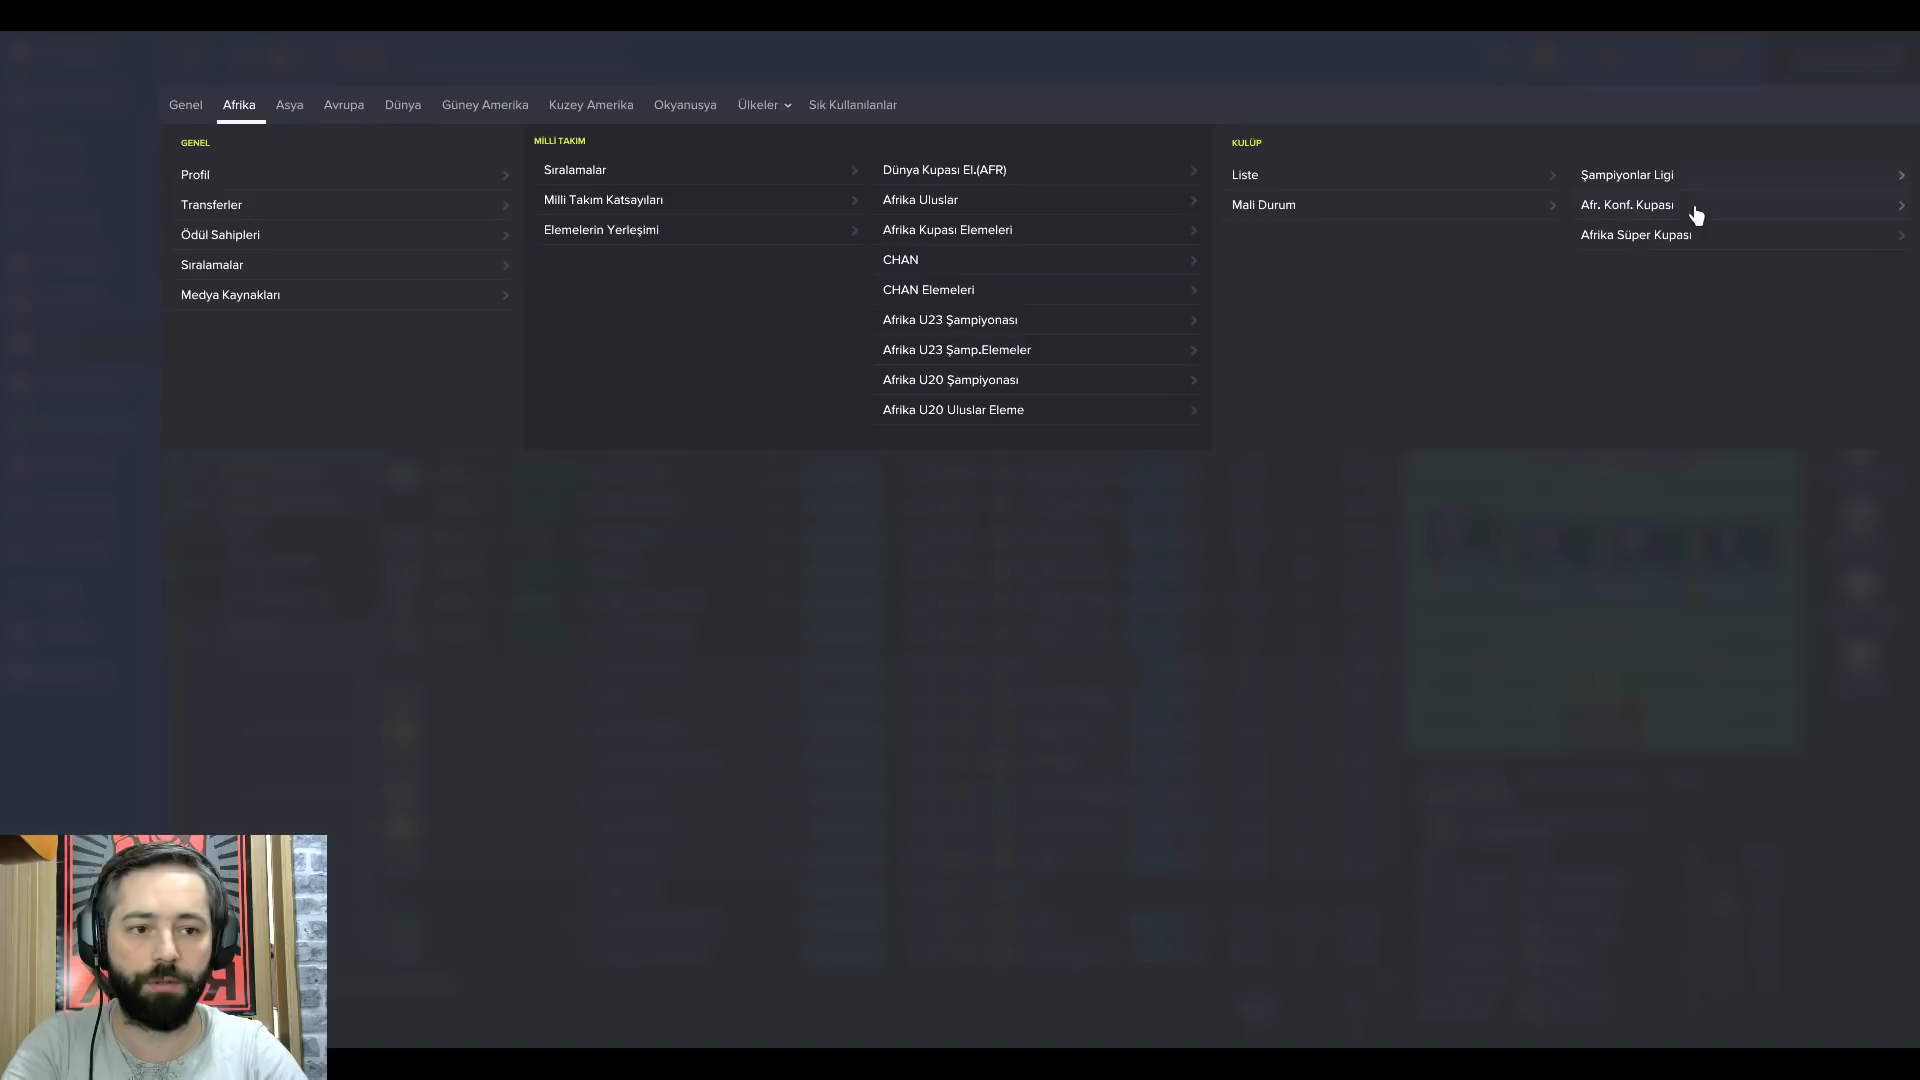 Genel Afrika Asya Avrupa Dünya Güney Amerika Kuzey Amerika Okyanusya Ülkeler Sık Kullanılanlar
GENEL
Profil
Transferler
Ödül Sahipleri
Sıralamalar
Medya Kaynakları
MİLLİ TAKIM
Sıralamalar
Milli Takım Katsayıları
Elemelerin Yerleşimi
Dünya Kupası El.(AFR)
Afrika Uluslar
Afrika Kupası Elemeleri
CHAN
CHAN Elemeleri
Afrika U23 Şampiyonası
Afrika U23 Şamp.Elemeler
Afrika U20 Şampiyonası
Afrika U20 Uluslar Eleme
KULÜP
Liste
Mali Durum
Şampiyonlar Ligi
Afr. Konf. Kupası
Afrika Süper Kupası